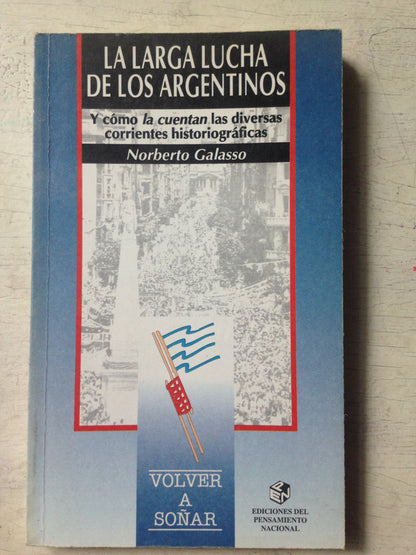 LA LARGA LUCHA
DE LOS ARGENTINOS
Y cómo la cuentan las diversas
corrientes historiográficas
Norberto Galasso
VOLVER
A
SOÑAR
EDICIONES DEL
PENSAMIENTO
NACIONAL